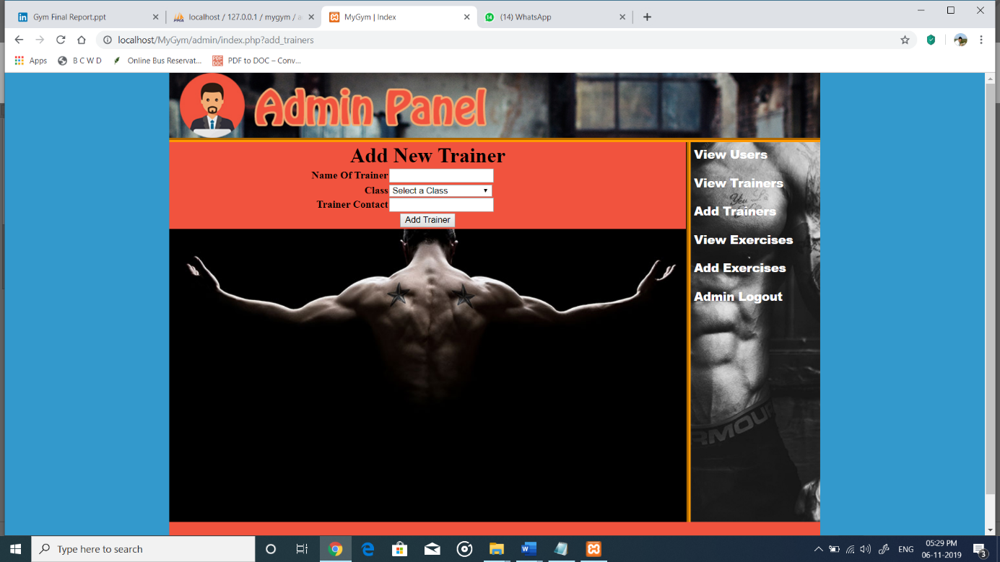 Gym Final Report.ppt
localhost / 127.0.0.1 / mygym / a
MyGym | Index
(14) WhatsApp
localhost/MyGym/admin/index.php?add_trainers
Apps
B C W D
Online Bus Reservat...
PDF to DOC – Conv...
Admin Panel
Add New Trainer
Name Of Trainer
Class Select a Class
Trainer Contact
Add Trainer
View Users
View Trainers
Add Trainers
View Exercises
Add Exercises
Admin Logout
Type here to search
ENG
05:29 PM
06-11-2019
3